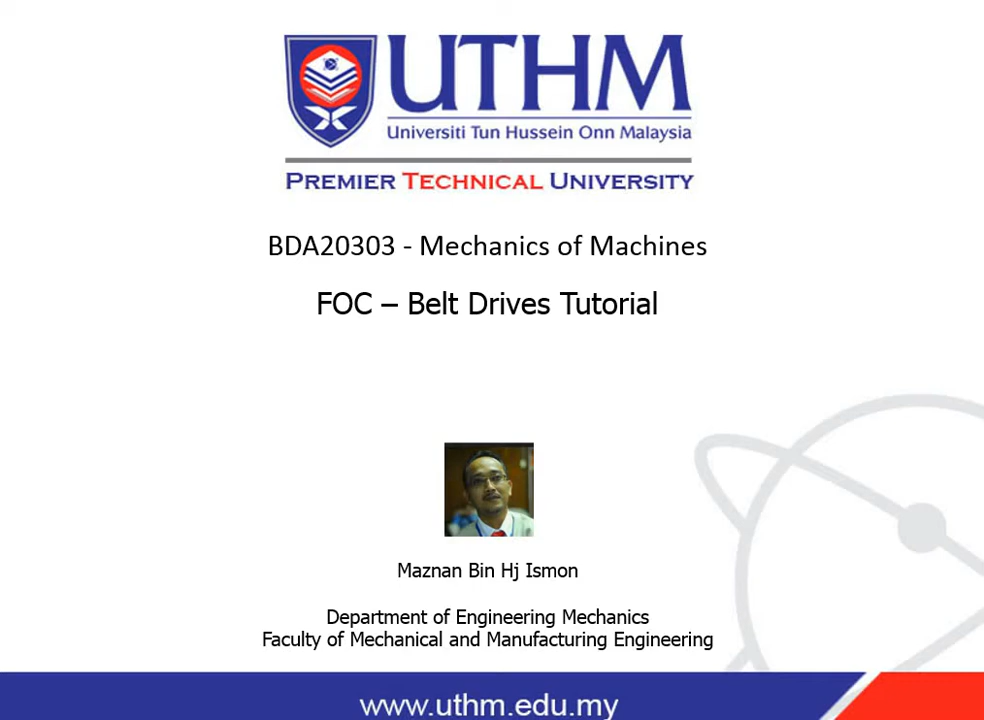 UTHM
Universiti Tun Hussein Onn Malaysia
PREMIER TECHNICAL UNIVERSITY
BDA20303 - Mechanics of Machines
FOC – Belt Drives Tutorial
Maznan Bin Hj Ismon
Department of Engineering Mechanics
Faculty of Mechanical and Manufacturing Engineering
www.uthm.edu.my